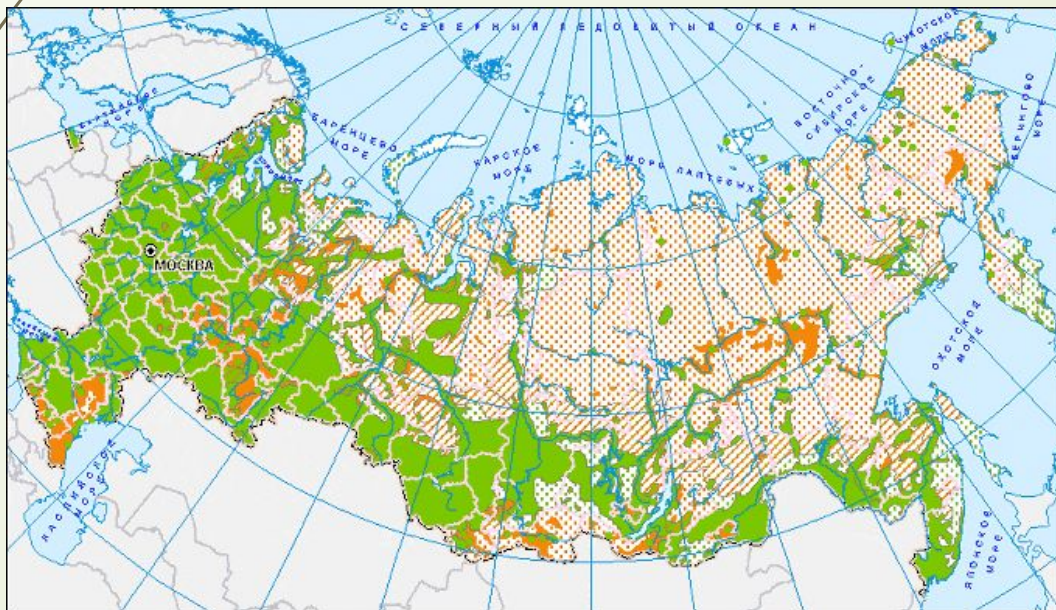 СЕВЕРНЫЙ ЛЕДОВИТЫЙ ОКЕАН
ЧУКОТСКОЕ
МОРЕ
БЕРИНГОВО
МОРЕ
ВОСТОЧНО-
СИБИРСКОЕ
МОРЕ
БАРЕНЦЕВО
МОРЕ
КАРСКОЕ
МОРЕ
МОРЕ ЛАПТЕВЫХ
МОСКВА
ОХОТСКОЕ
МОРЕ
КАСПИЙСКОЕ
МОРЕ
ЯПОНСКОЕ
МОРЕ